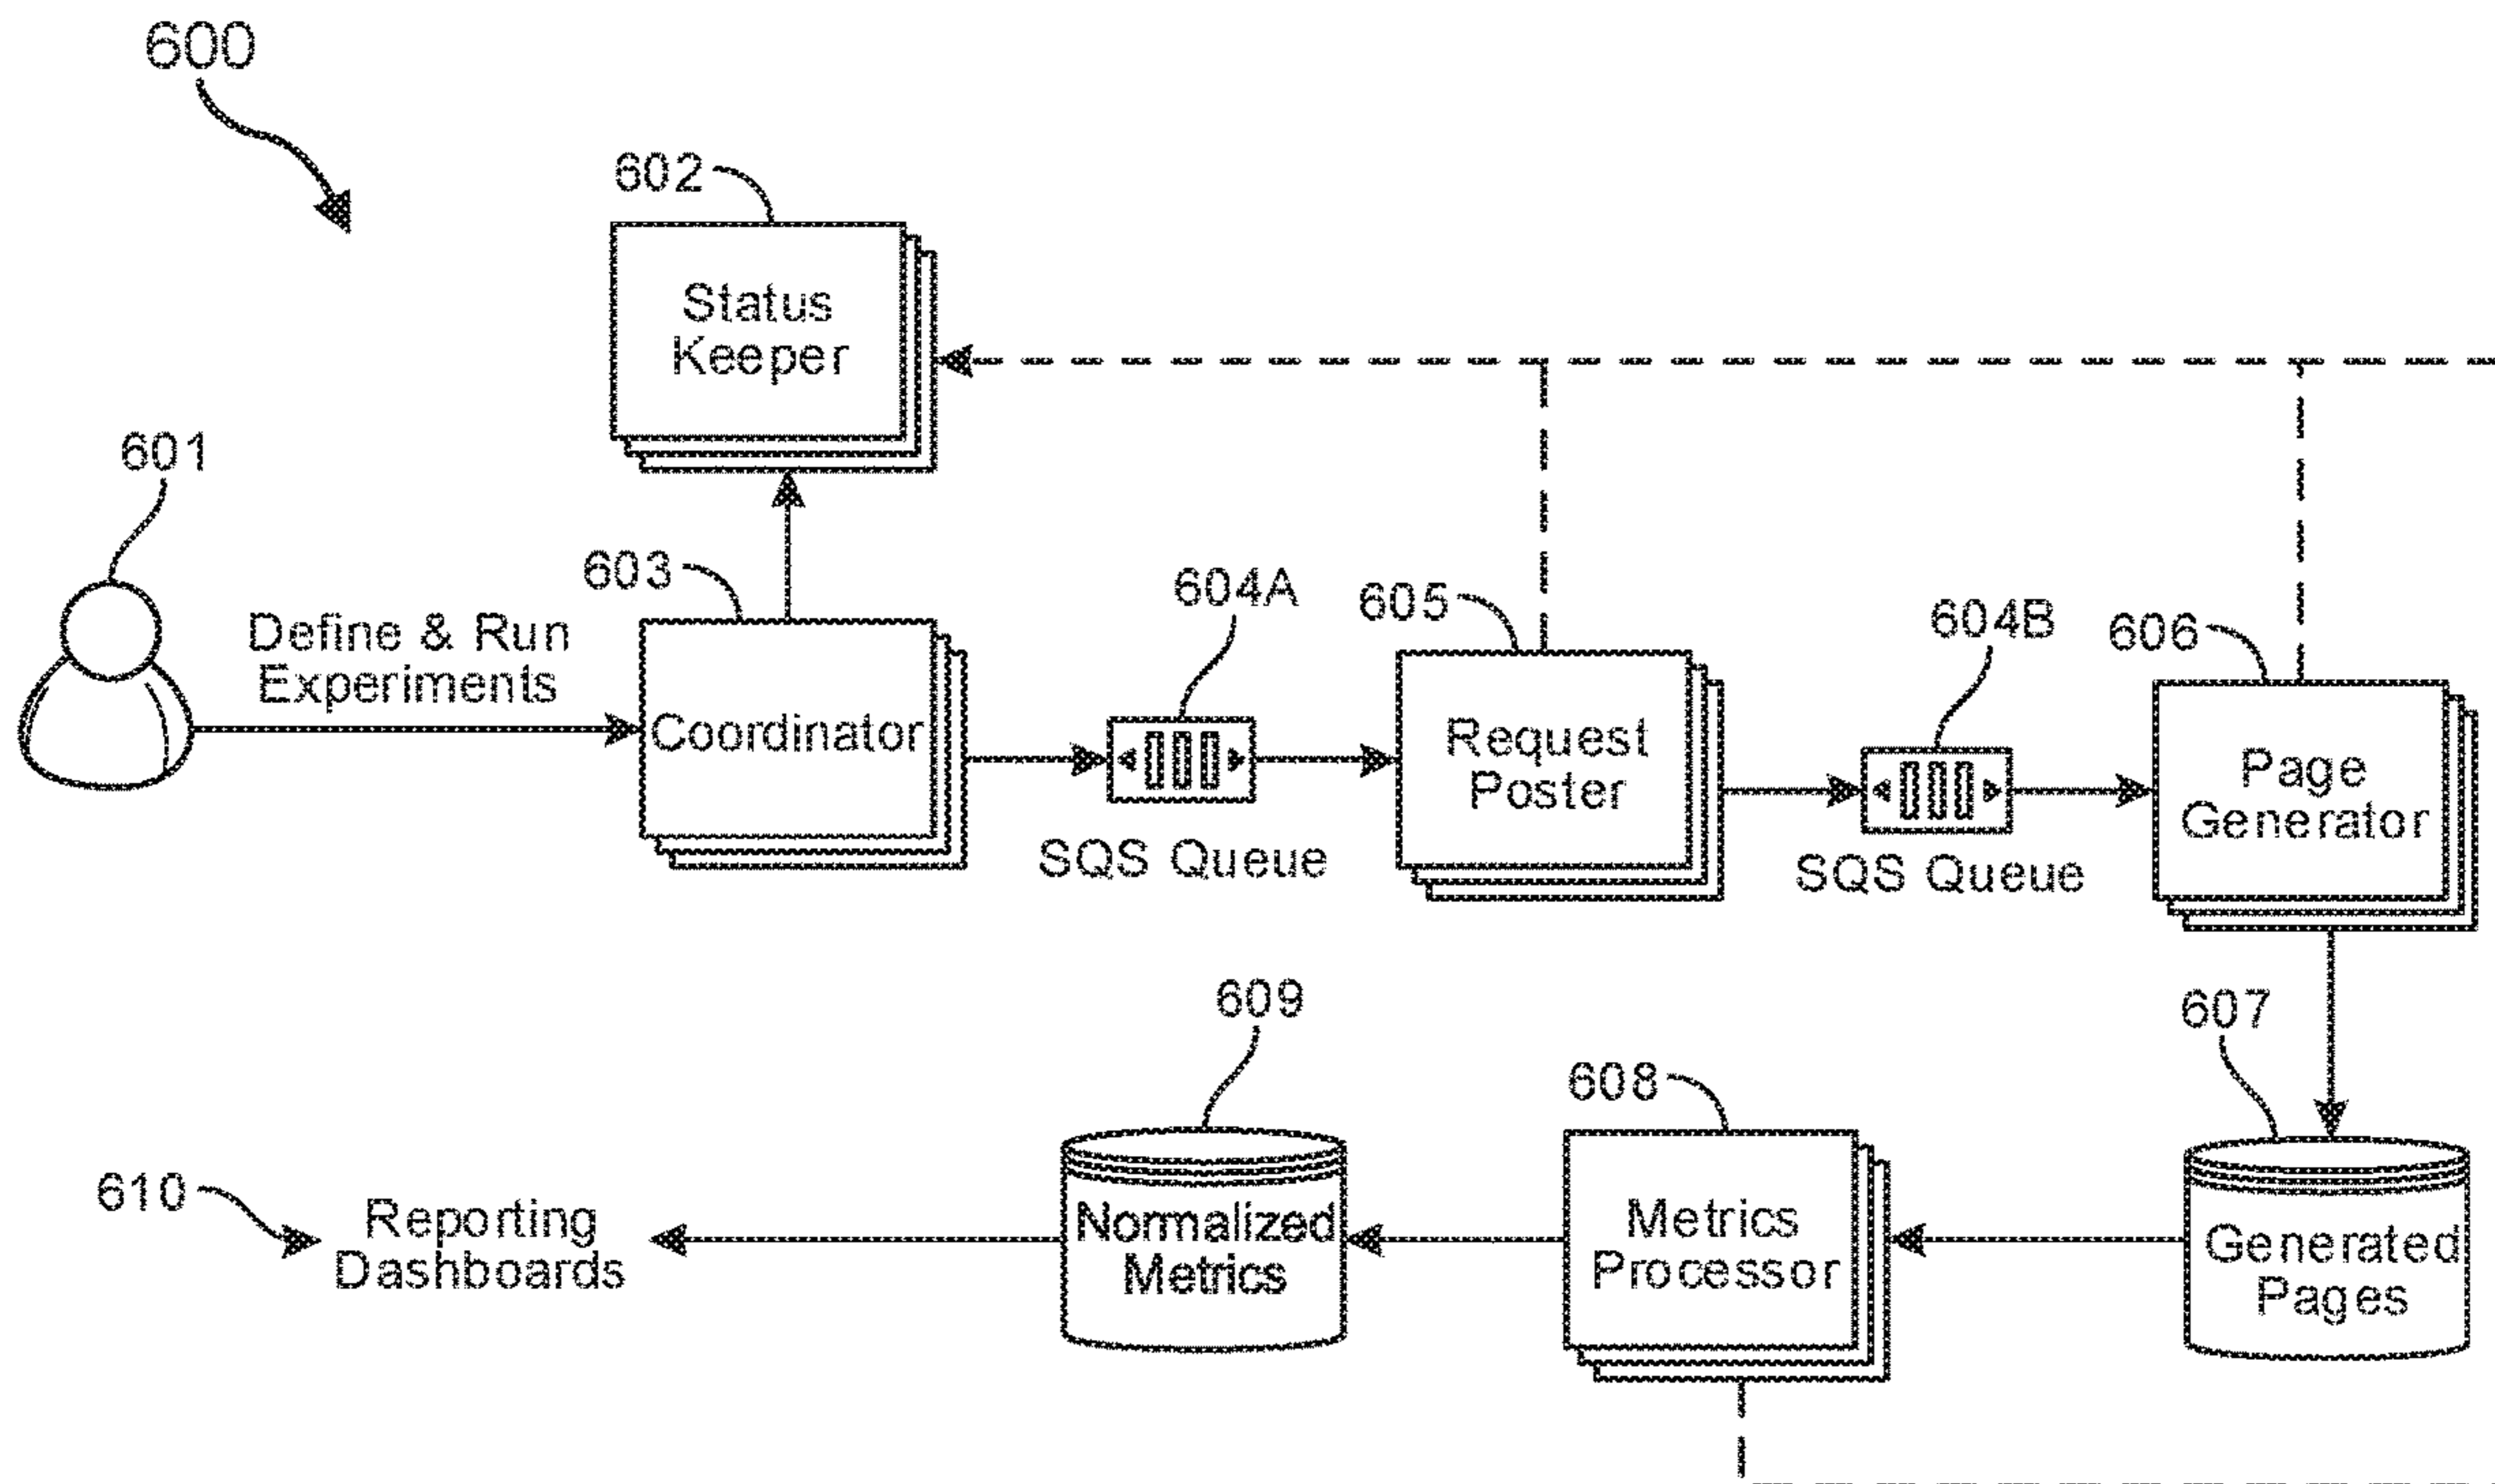 600
602
Status
Keeper
601
Define & Run
Experiments
603
Coordinator
604A
SQS Queue
605
Request
Poster
604B
SQS Queue
606
Page
Generator
607
Generated
Pages
608
Metrics
Processor
609
Normalized
Metrics
610
Reporting
Dashboards